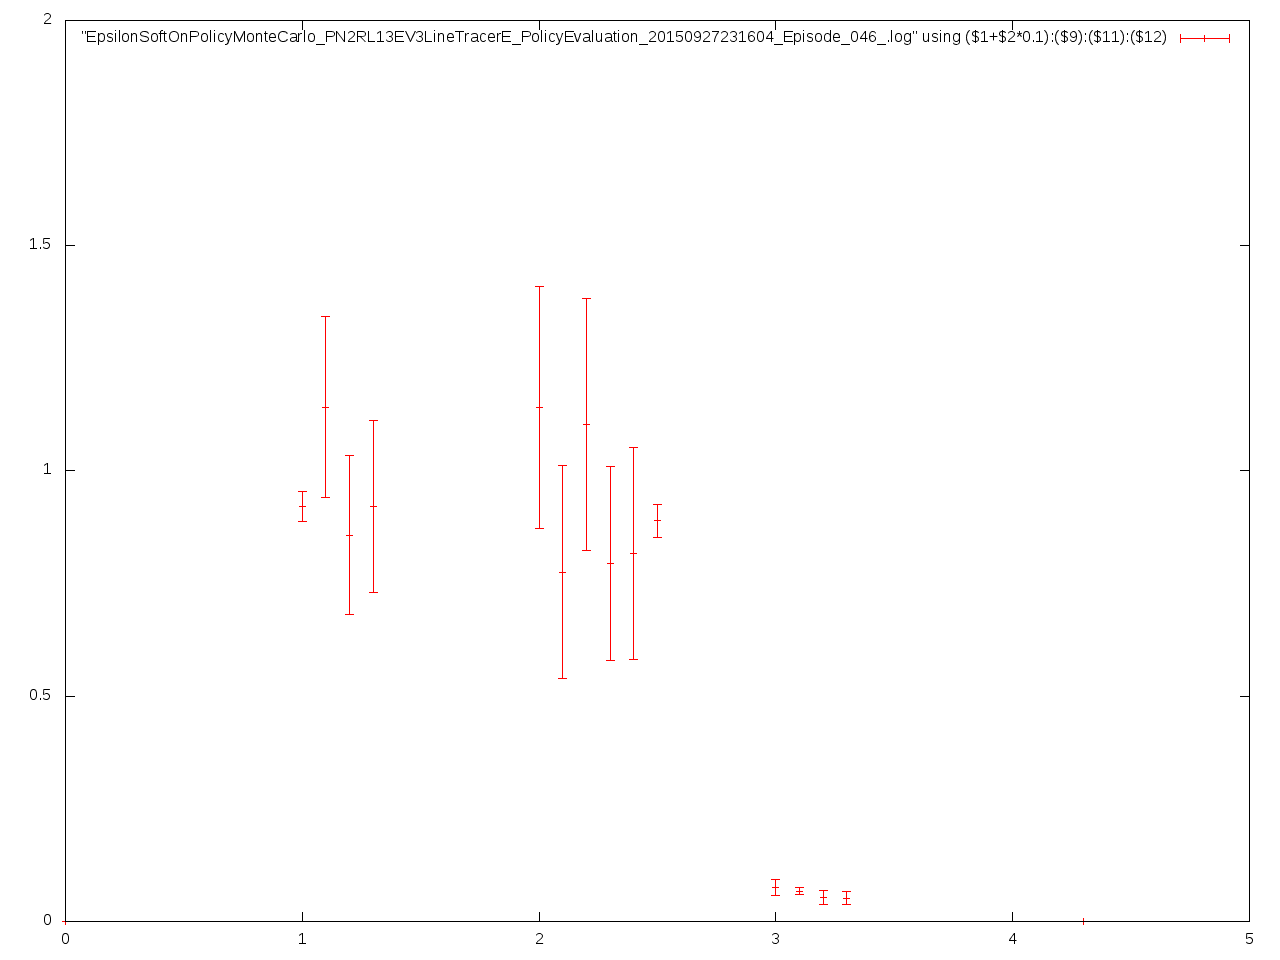 2
"EpsilonSoftOnPolicyMonteCarlo_PN2RL13EV3LineTracerE_PolicyEvaluation_20150927231604_Episode_046_.log" using ($1+$2*0.1):($9):($11):($12)
1.5
1
0.5
0
0 1 2 3 4 5